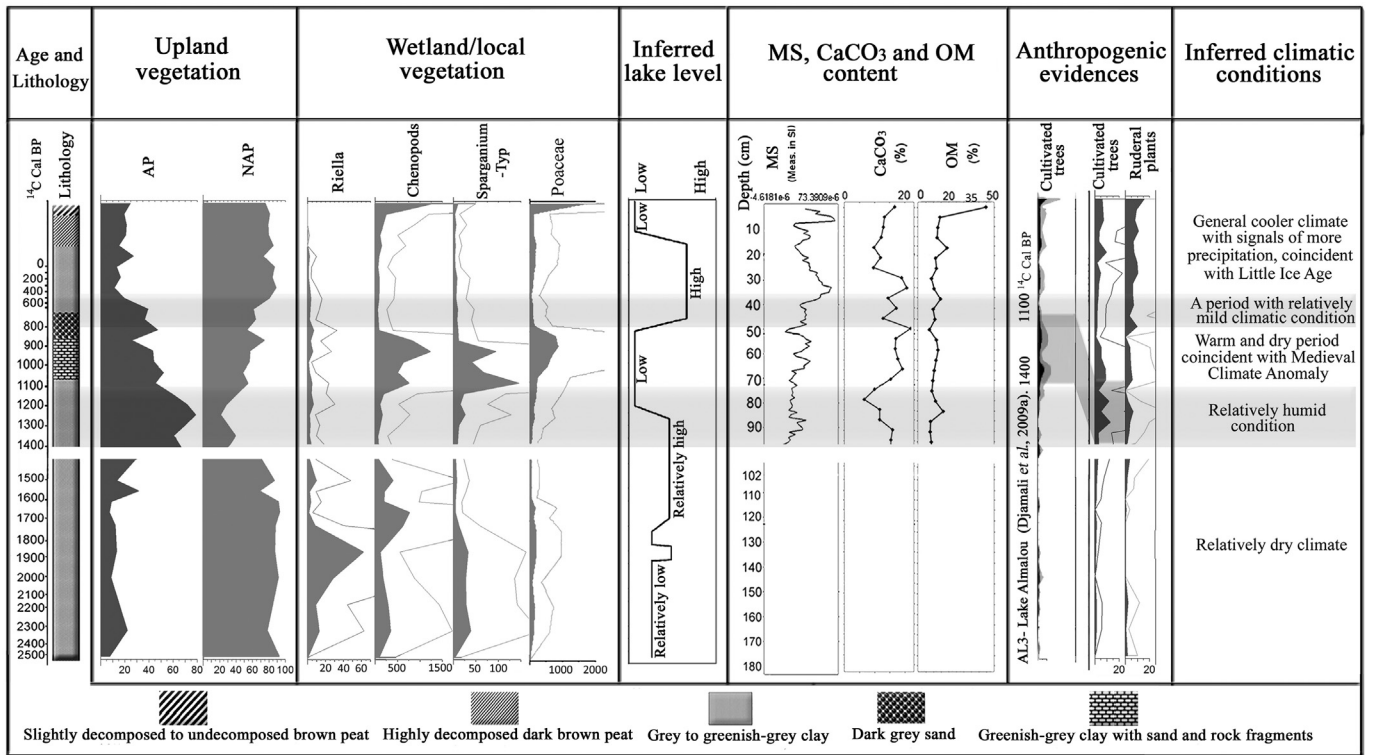 Age and
Lithology
Upland
vegetation
Wetland/local
vegetation
Inferred
lake level
MS, CaCO3 and OM
content
Anthropogenic
evidences
Inferred climatic
conditions
14C Cal BP
Lithology
AP
NAP
Riella
Chenopods
Sparganium
-Typ
Poaceae
Low
High
Depth (cm)
MS
(Meas. in SI)
CaCO3
(%)
OM
(%)
Cultivated
trees
Cultivated
trees
Ruderal
plants
-4.6181e-6 73.3909e-6
0 20
0 20 35 50
0
200
400
600
800
900
1000
1100
1200
1300
1400
1500
1600
1700
1800
1900
2000
2100
2200
2300
2400
2500
Low
High
Low
Relatively high
Relatively low
10
20
30
40
50
60
70
80
90
102
110
120
130
140
150
160
170
180
AL3- Lake Almalou (Djamali et al., 2009a). 1400 1100 14C Cal BP
General cooler climate
with signals of more
precipitation, coincident
with Little Ice Age
A period with relatively
mild climatic condition
Warm and dry period
coincident with Medieval
Climate Anomaly
Relatively humid
condition
Relatively dry climate
20 40 60 80
20 40 60 80 100
20 40 60
500 1500
50 100
1000 2000
20 20
Slightly decomposed to undecomposed brown peat
Highly decomposed dark brown peat
Grey to greenish-grey clay
Dark grey sand
Greenish-grey clay with sand and rock fragments